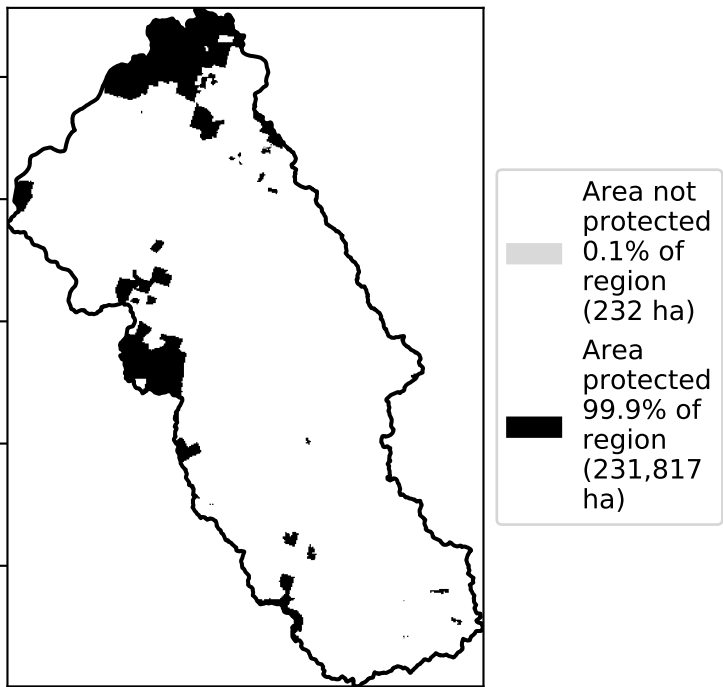 Area not
protected
0.1% of
region
(232 ha)
Area
protected
99.9% of
region
(231,817
ha)